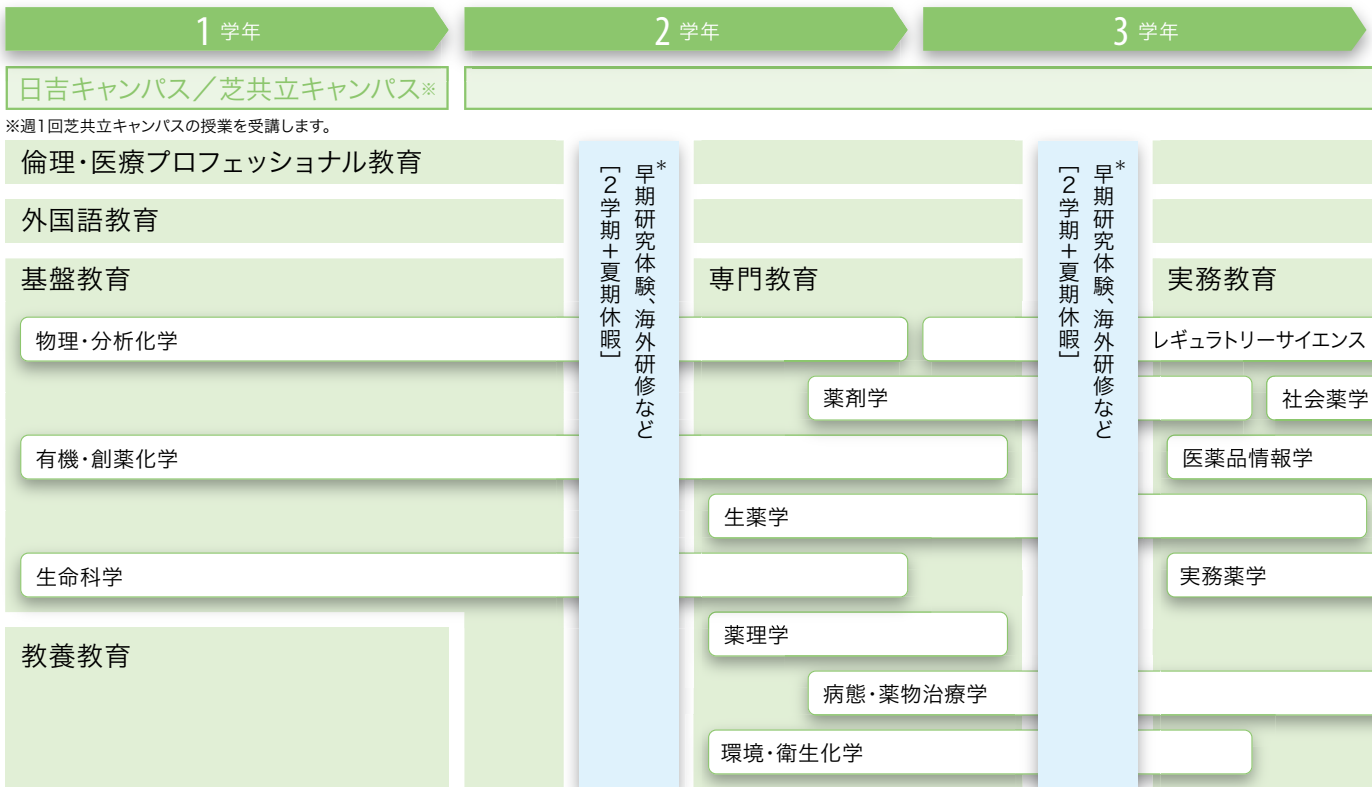 1 学年
2 学年
3 学年
日吉キャンパス／芝共立キャンパス※
※週1回芝共立キャンパスの授業を受講します。
倫理・医療プロフェッショナル教育
外国語教育
基盤教育
物理・分析化学
有機・創薬化学
生命科学
教養教育
＊早期研究体験、海外研修など
［2学期＋夏期休暇］
専門教育
薬剤学
生薬学
薬理学
病態・薬物治療学
環境・衛生化学
＊早期研究体験、海外研修など
［2学期＋夏期休暇］
実務教育
レギュラトリーサイエンス
社会薬学
医薬品情報学
実務薬学